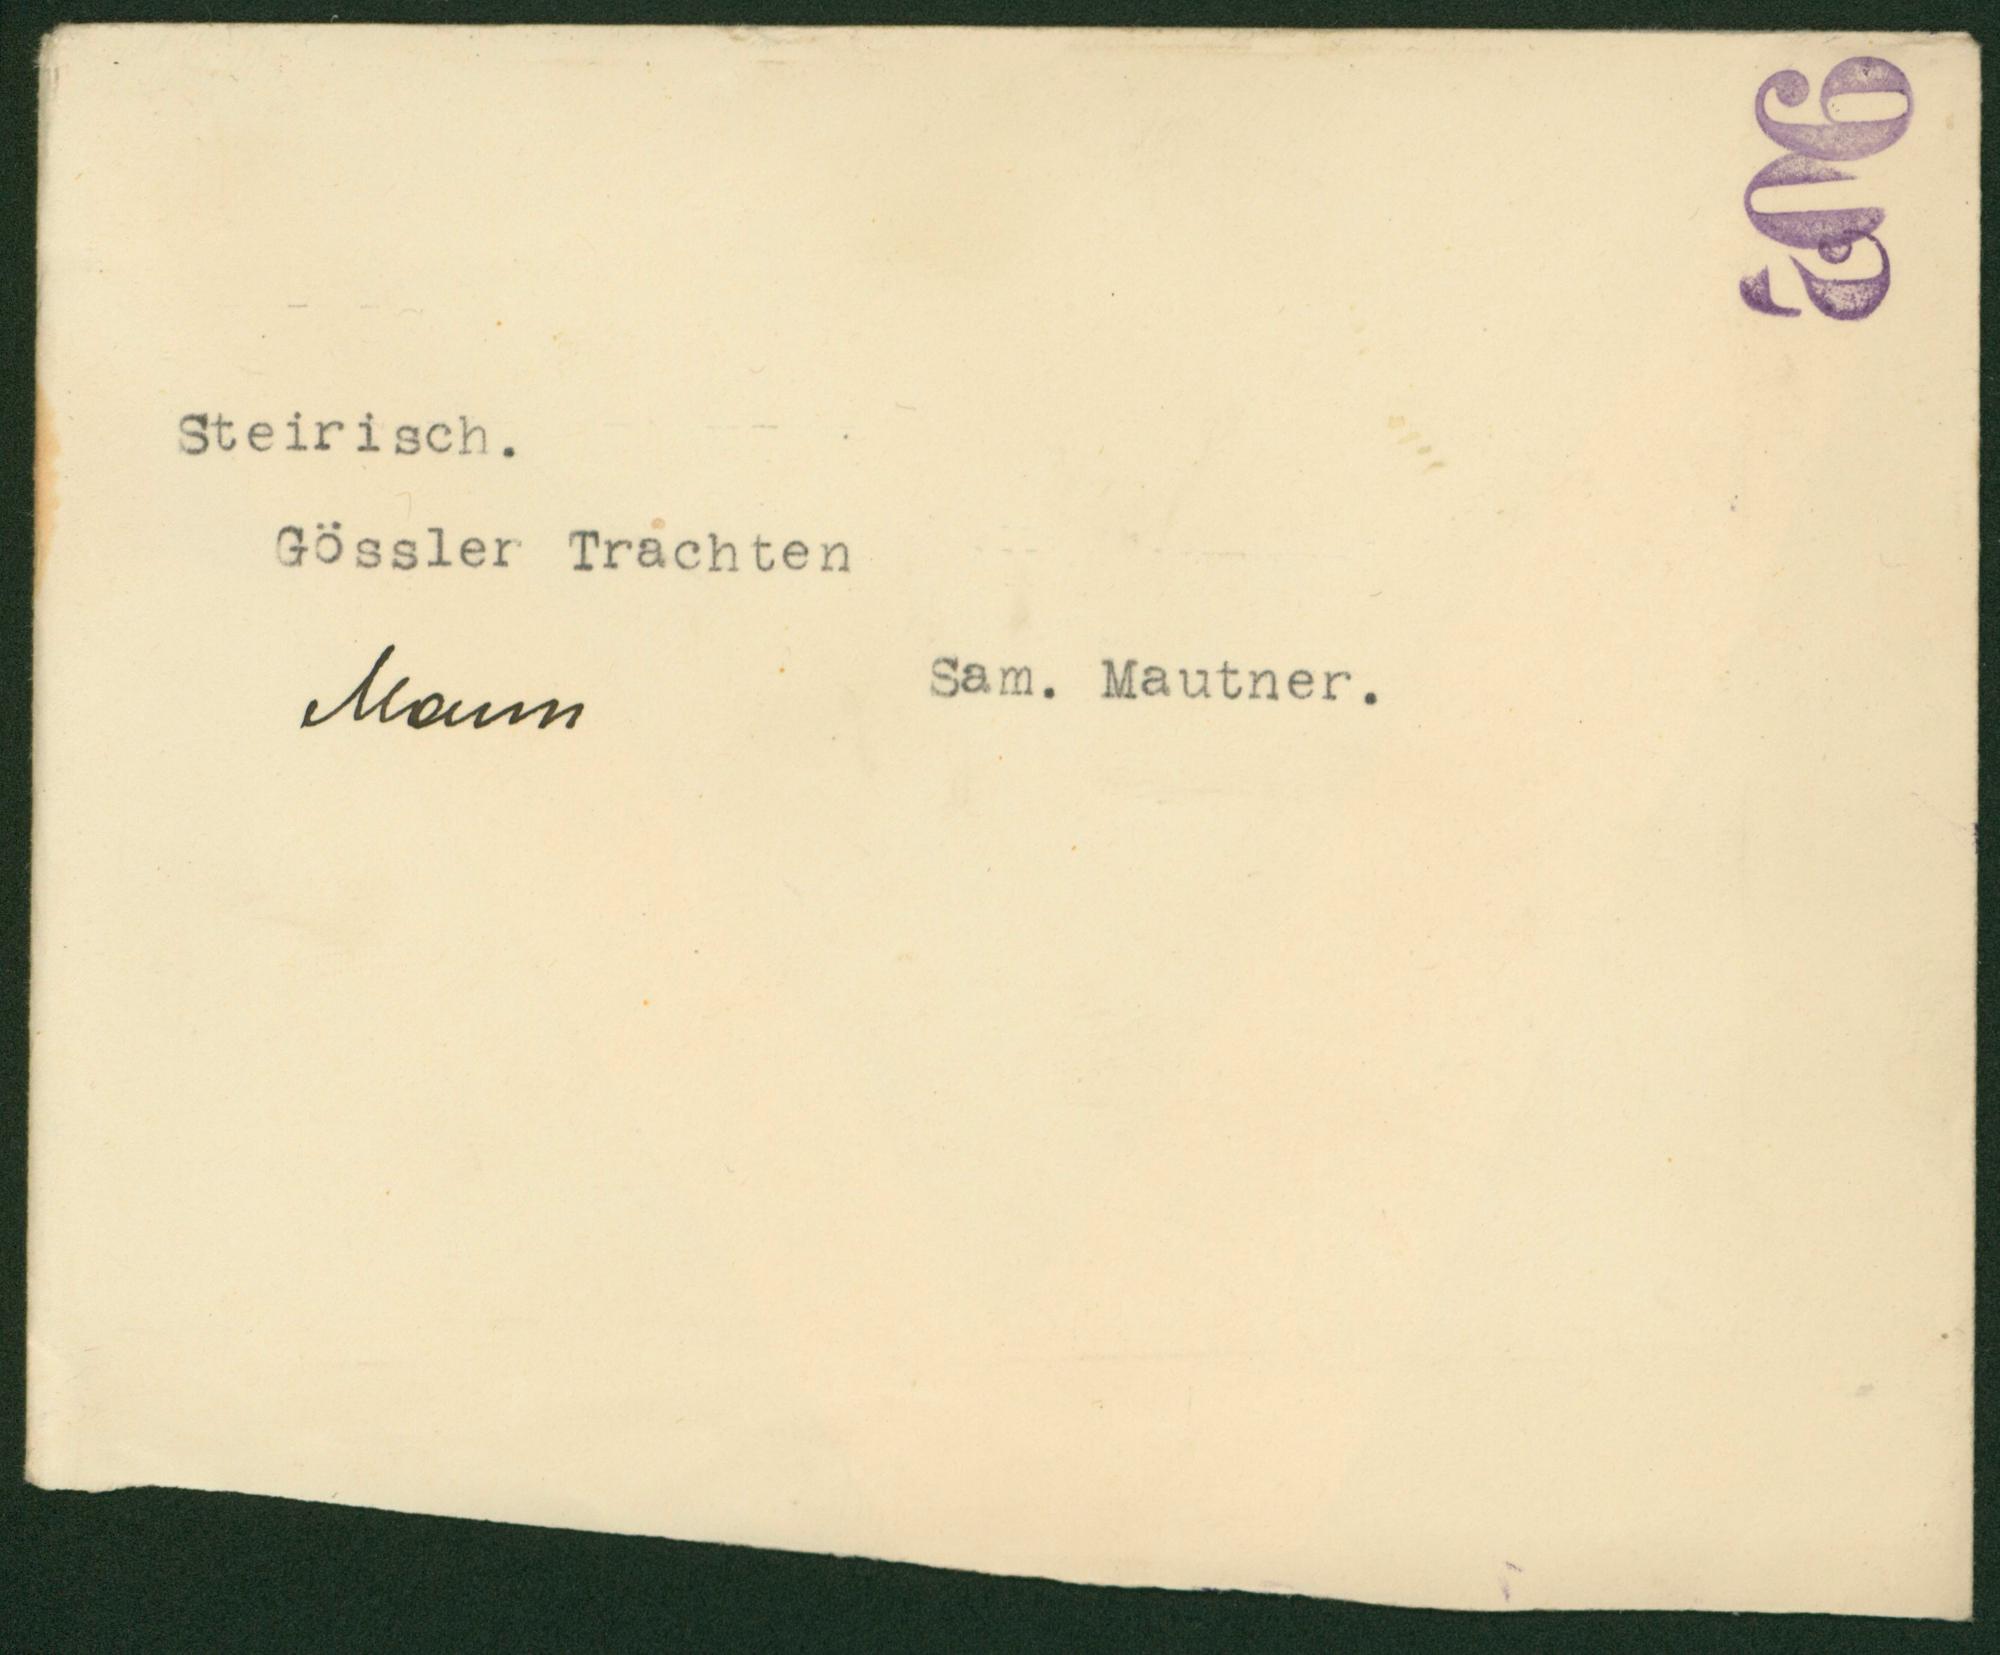 902
Steirisch.
Gössler Trachten
Mann
Sam. Mautner.